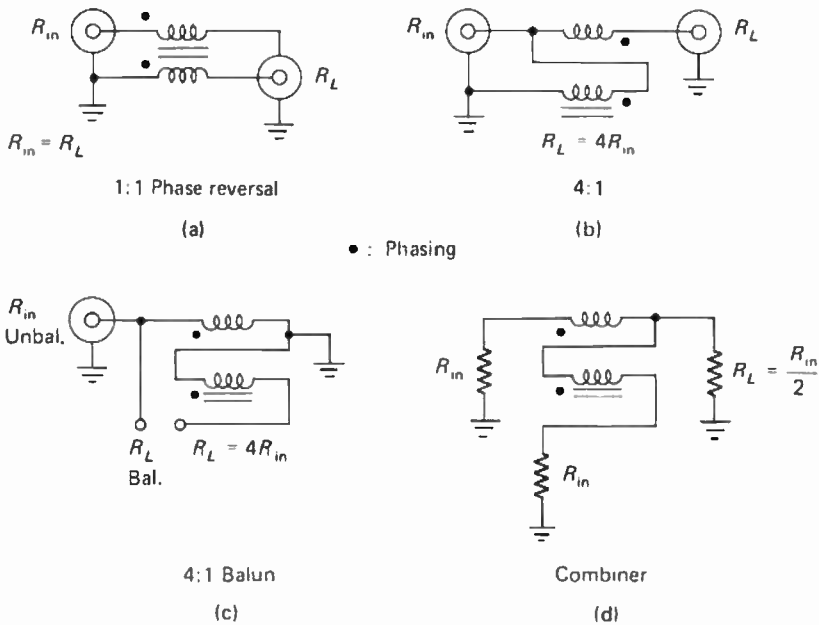 R_in
R_L
R_in = R_L
1:1 Phase reversal
(a)
R_in
R_L
R_L = 4R_in
4:1
(b)
• : Phasing
R_in
Unbal.
R_L
Bal.
R_L = 4R_in
4:1 Balun
(c)
R_in
R_in
R_L = R_in/2
Combiner
(d)